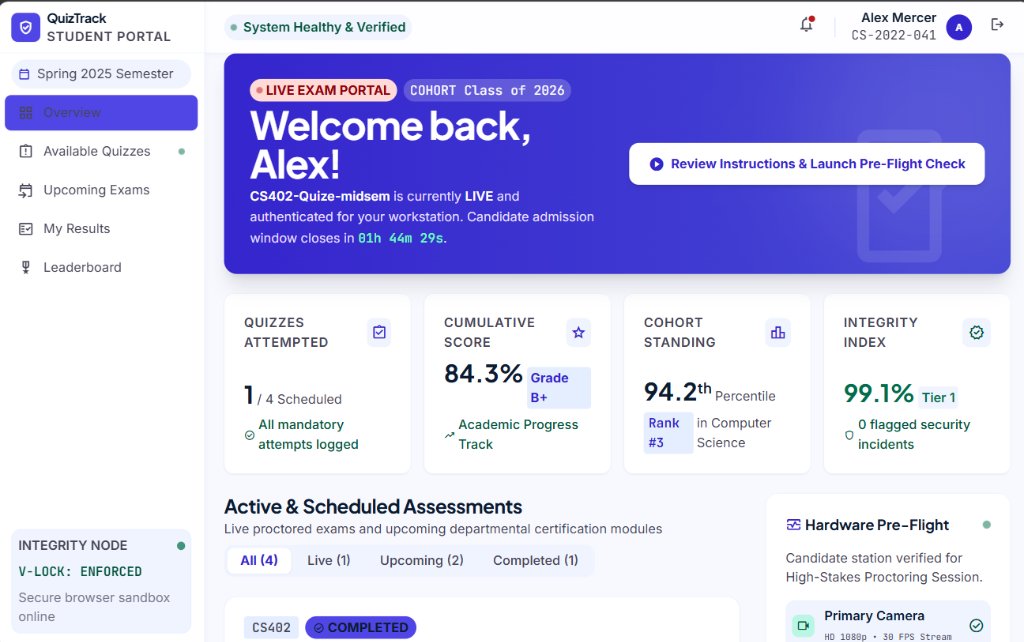 QuizTrack
STUDENT PORTAL
System Healthy & Verified
Alex Mercer
CS-2022-041
A
Spring 2025 Semester
Overview
Available Quizzes
Upcoming Exams
My Results
Leaderboard
INTEGRITY NODE
V-LOCK: ENFORCED
Secure browser sandbox
online
LIVE EXAM PORTAL
COHORT Class of 2026
Welcome back,
Alex!
CS402-Quize-midsem is currently LIVE and
authenticated for your workstation. Candidate admission
window closes in 01h 44m 29s.
Review Instructions & Launch Pre-Flight Check
QUIZZES
ATTEMPTED
1 / 4 Scheduled
All mandatory
attempts logged
CUMULATIVE
SCORE
84.3% Grade
B+
Academic Progress
Track
COHORT
STANDING
94.2th Percentile
Rank
#3
in Computer
Science
INTEGRITY
INDEX
99.1% Tier 1
0 flagged security
incidents
Active & Scheduled Assessments
Live proctored exams and upcoming departmental certification modules
All (4)
Live (1)
Upcoming (2)
Completed (1)
CS402
COMPLETED
Hardware Pre-Flight
Candidate station verified for
High-Stakes Proctoring Session.
Primary Camera
HD 1080p • 30 FPS Stream